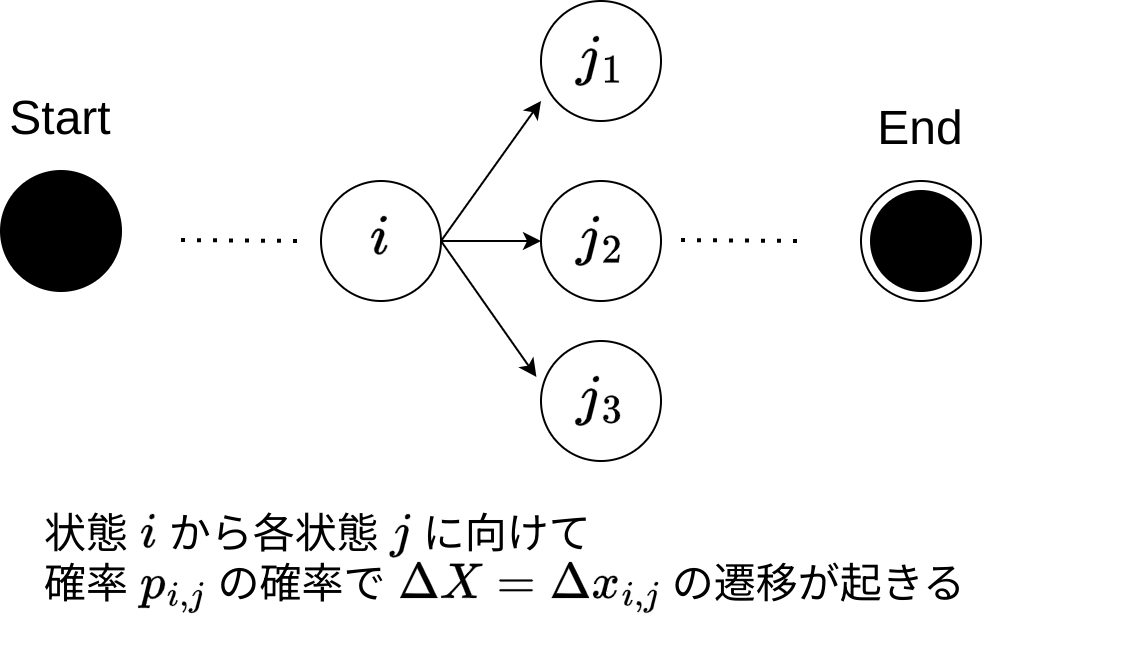 Start
End
i
j₁
j₂
j₃
状態 i から各状態 j に向けて
確率 p_{i,j} の確率で ΔX = Δx_{i,j} の遷移が起きる